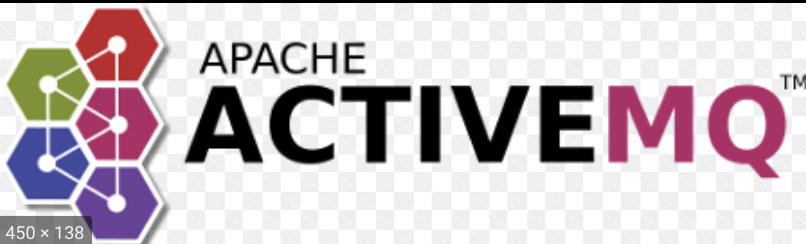 APACHE
ACTIVEMQ™
450 × 138